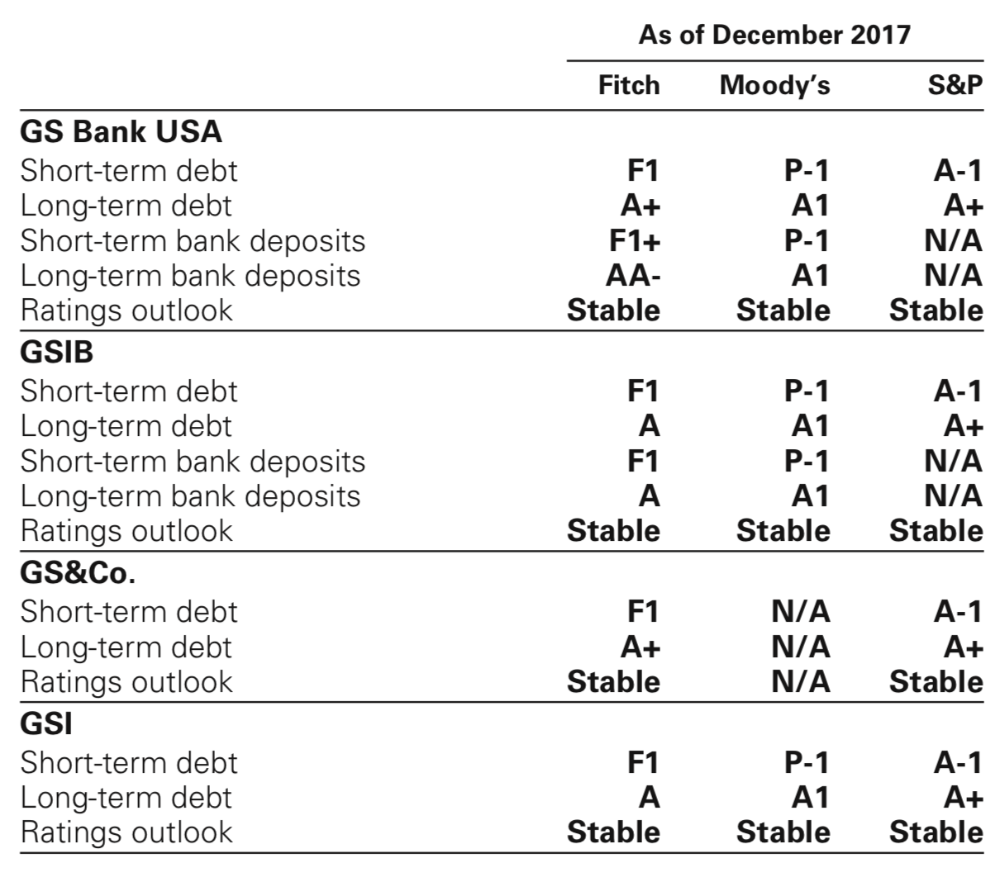 As of December 2017
Fitch Moody's S&P
GS Bank USA
Short-term debt F1 P-1 A-1
Long-term debt A+ A1 A+
Short-term bank deposits F1+ P-1 N/A
Long-term bank deposits AA- A1 N/A
Ratings outlook Stable Stable Stable
GSIB
Short-term debt F1 P-1 A-1
Long-term debt A A1 A+
Short-term bank deposits F1 P-1 N/A
Long-term bank deposits A A1 N/A
Ratings outlook Stable Stable Stable
GS&Co.
Short-term debt F1 N/A A-1
Long-term debt A+ N/A A+
Ratings outlook Stable N/A Stable
GSI
Short-term debt F1 P-1 A-1
Long-term debt A A1 A+
Ratings outlook Stable Stable Stable